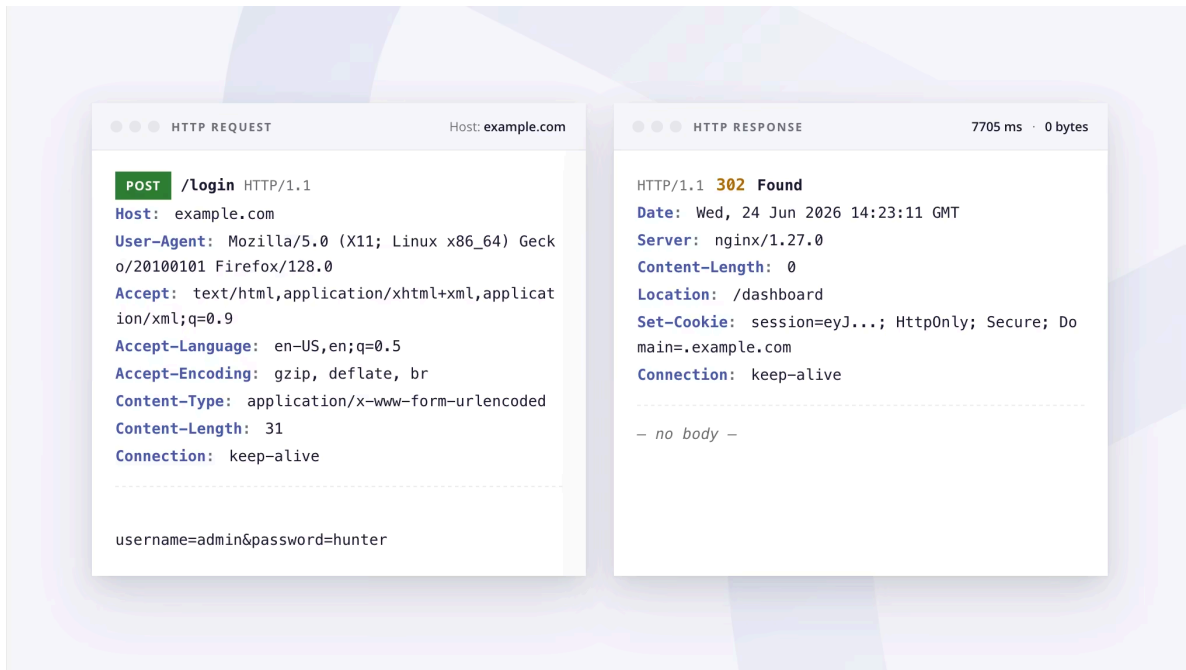 HTTP REQUEST Host: example.com
POST /login HTTP/1.1
Host: example.com
User-Agent: Mozilla/5.0 (X11; Linux x86_64) Geck
o/20100101 Firefox/128.0
Accept: text/html,application/xhtml+xml,applicat
ion/xml;q=0.9
Accept-Language: en-US,en;q=0.5
Accept-Encoding: gzip, deflate, br
Content-Type: application/x-www-form-urlencoded
Content-Length: 31
Connection: keep-alive
username=admin&password=hunter
HTTP RESPONSE 7705 ms · 0 bytes
HTTP/1.1 302 Found
Date: Wed, 24 Jun 2026 14:23:11 GMT
Server: nginx/1.27.0
Content-Length: 0
Location: /dashboard
Set-Cookie: session=eyJ...; HttpOnly; Secure; Do
main=.example.com
Connection: keep-alive
— no body —